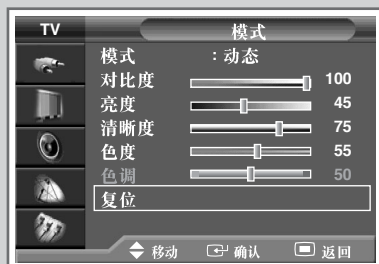 TV 模式
模式 : 动态
对比度 100
亮度 45
清晰度 75
色度 55
色调 50
复位
移动 确认 返回